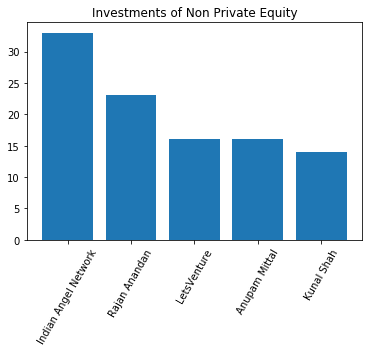 Investments of Non Private Equity
30
25
20
15
10
5
0
Indian Angel Network
Rajan Anandan
LetsVenture
Anupam Mittal
Kunal Shah